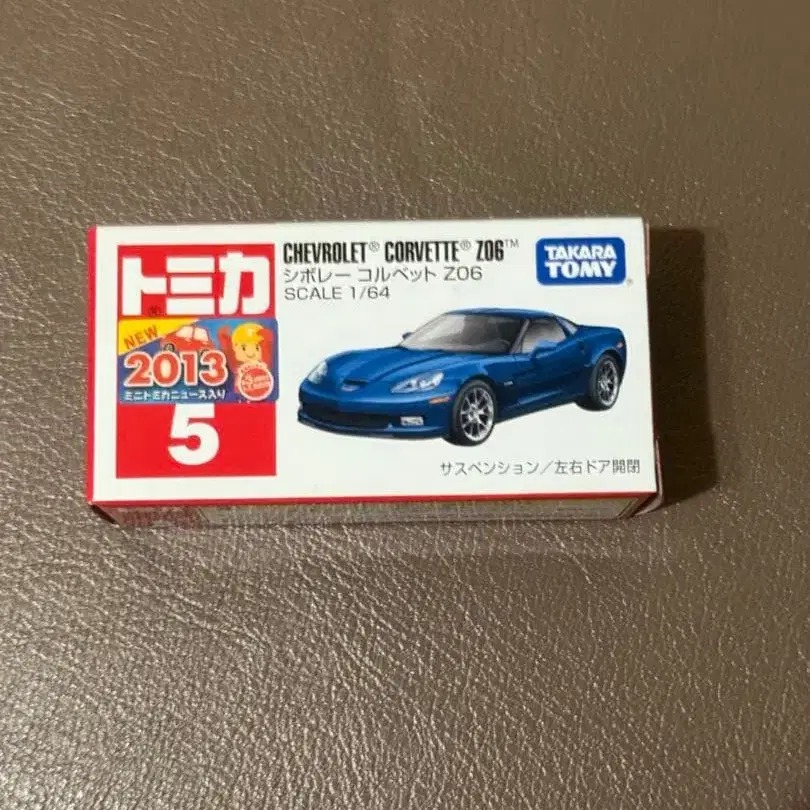 トミカ®
NEW
2013
ミニトミカニュース入り
5
CHEVROLET® CORVETTE® Z06™
シボレー コルベット Z06
SCALE 1/64
TAKARA
TOMY®
サスペンション/左右ドア開閉